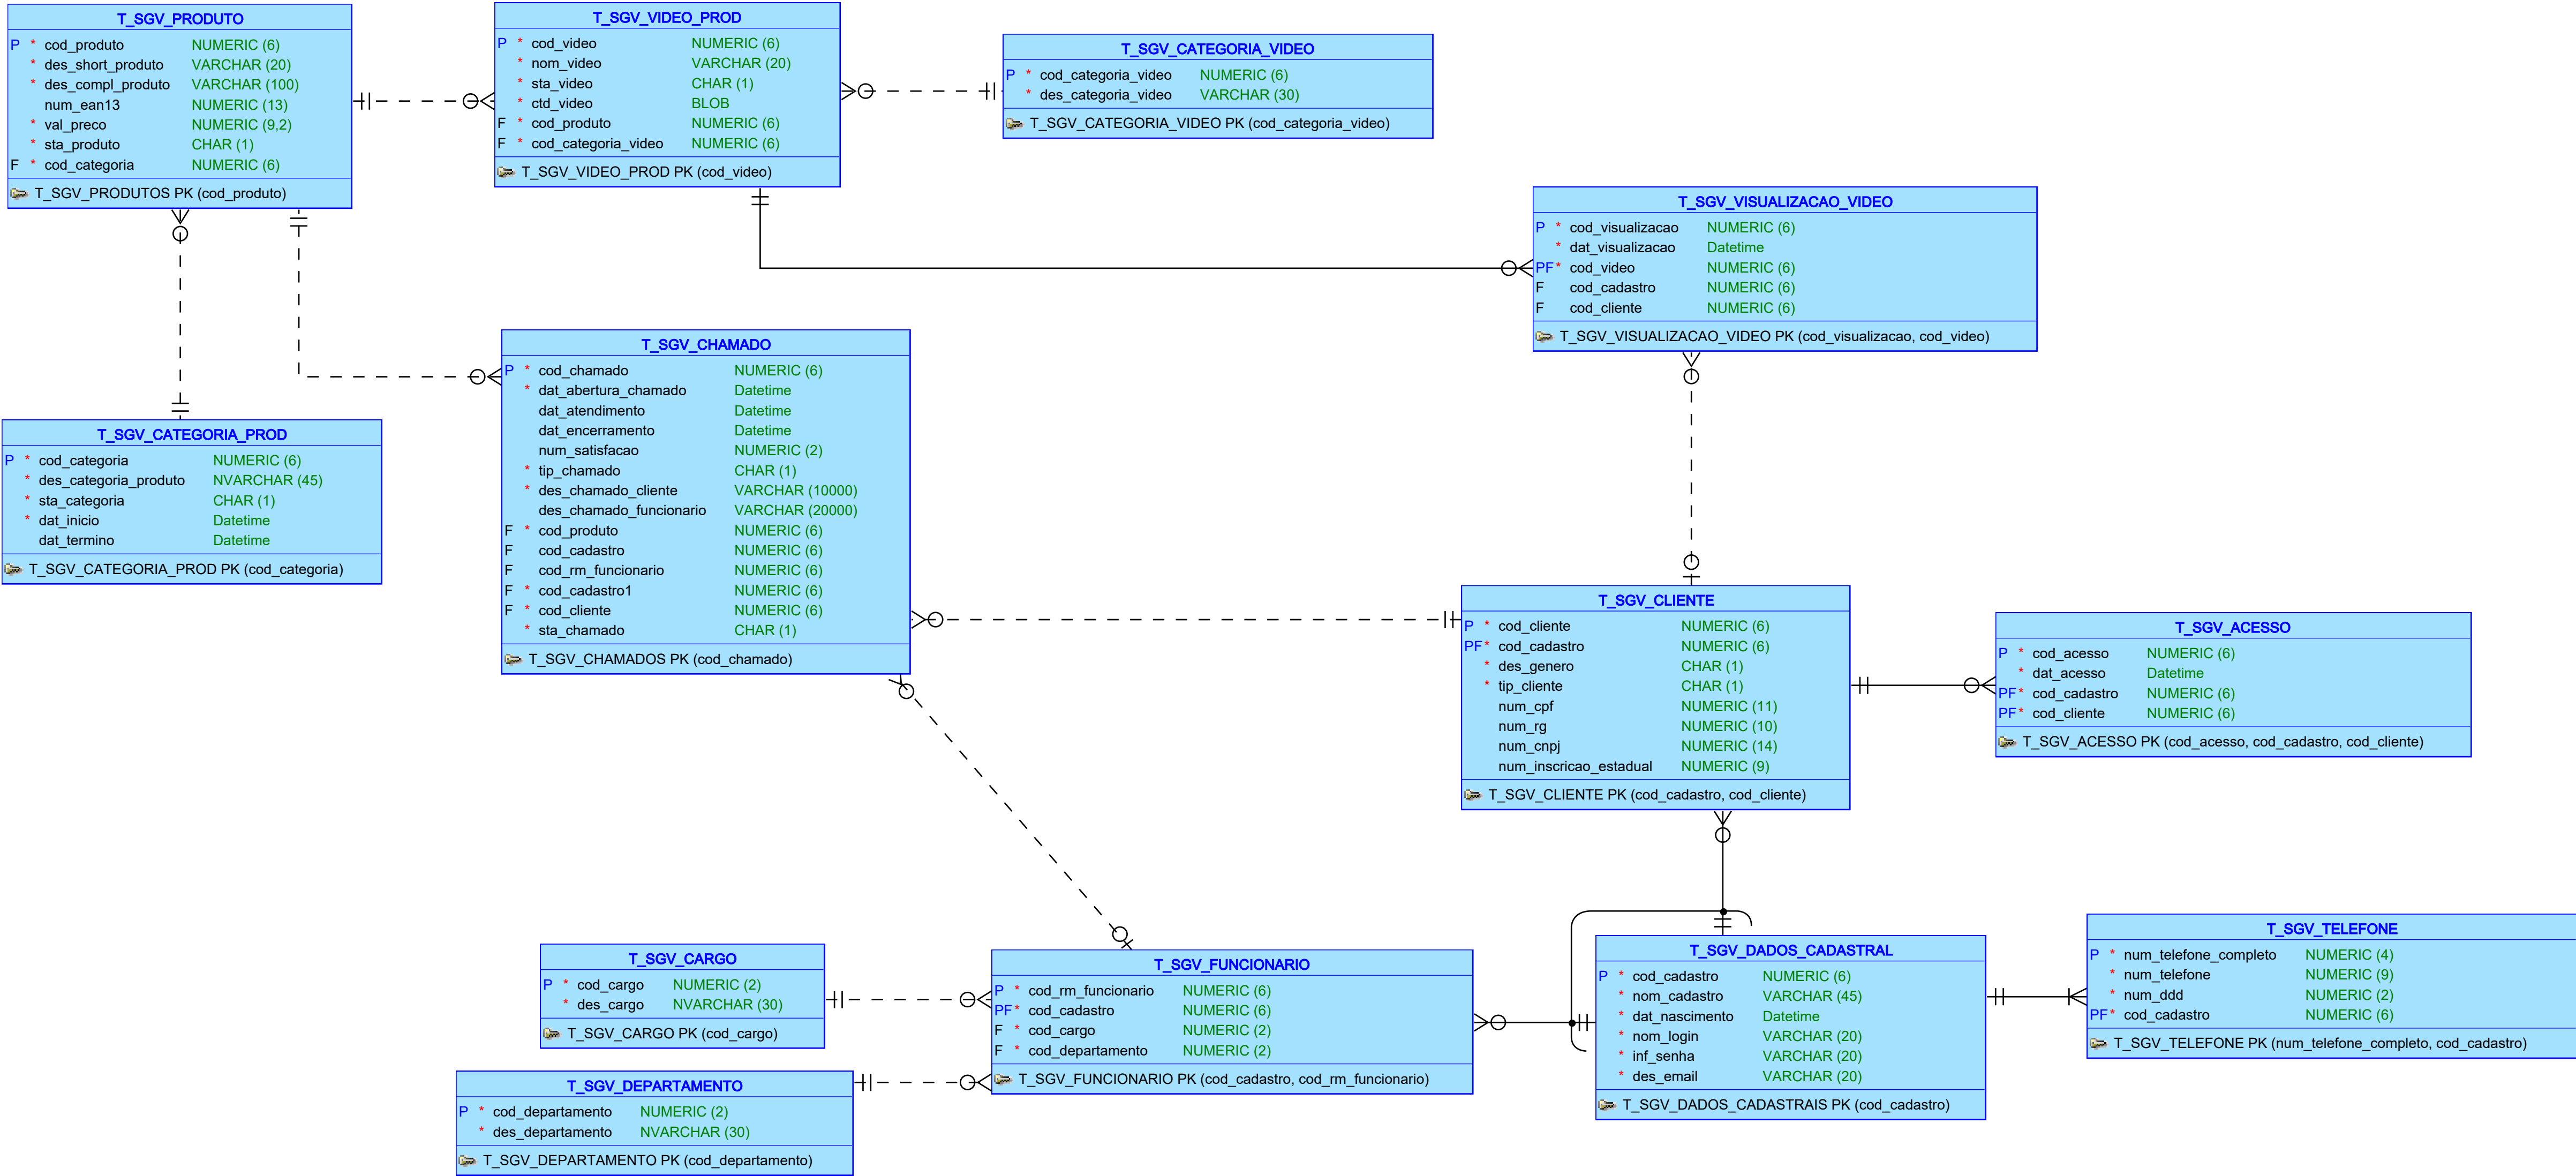 T_SGV_PRODUTO
P * cod_produto NUMERIC (6)
* des_short_produto VARCHAR (20)
* des_compl_produto VARCHAR (100)
num_ean13 NUMERIC (13)
* val_preco NUMERIC (9,2)
* sta_produto CHAR (1)
F * cod_categoria NUMERIC (6)
T_SGV_PRODUTOS PK (cod_produto)
T_SGV_VIDEO_PROD
P * cod_video NUMERIC (6)
* nom_video VARCHAR (20)
* sta_video CHAR (1)
* ctd_video BLOB
F * cod_produto NUMERIC (6)
F * cod_categoria_video NUMERIC (6)
T_SGV_VIDEO_PROD PK (cod_video)
T_SGV_CATEGORIA_VIDEO
P * cod_categoria_video NUMERIC (6)
* des_categoria_video VARCHAR (30)
T_SGV_CATEGORIA_VIDEO PK (cod_categoria_video)
T_SGV_VISUALIZACAO_VIDEO
P * cod_visualizacao NUMERIC (6)
* dat_visualizacao Datetime
PF * cod_video NUMERIC (6)
F cod_cadastro NUMERIC (6)
F cod_cliente NUMERIC (6)
T_SGV_VISUALIZACAO_VIDEO PK (cod_visualizacao, cod_video)
T_SGV_CHAMADO
P * cod_chamado NUMERIC (6)
* dat_abertura_chamado Datetime
dat_atendimento Datetime
dat_encerramento Datetime
num_satisfacao NUMERIC (2)
* tip_chamado CHAR (1)
* des_chamado_cliente VARCHAR (10000)
des_chamado_funcionario VARCHAR (20000)
F * cod_produto NUMERIC (6)
F cod_cadastro NUMERIC (6)
F cod_rm_funcionario NUMERIC (6)
F * cod_cadastro1 NUMERIC (6)
F * cod_cliente NUMERIC (6)
* sta_chamado CHAR (1)
T_SGV_CHAMADOS PK (cod_chamado)
T_SGV_CATEGORIA_PROD
P * cod_categoria NUMERIC (6)
* des_categoria_produto NVARCHAR (45)
* sta_categoria CHAR (1)
* dat_inicio Datetime
dat_termino Datetime
T_SGV_CATEGORIA_PROD PK (cod_categoria)
T_SGV_CLIENTE
P * cod_cliente NUMERIC (6)
PF * cod_cadastro NUMERIC (6)
* des_genero CHAR (1)
* tip_cliente CHAR (1)
num_cpf NUMERIC (11)
num_rg NUMERIC (10)
num_cnpj NUMERIC (14)
num_inscricao_estadual NUMERIC (9)
T_SGV_CLIENTE PK (cod_cadastro, cod_cliente)
T_SGV_ACESSO
P * cod_acesso NUMERIC (6)
* dat_acesso Datetime
PF * cod_cadastro NUMERIC (6)
PF * cod_cliente NUMERIC (6)
T_SGV_ACESSO PK (cod_acesso, cod_cadastro, cod_cliente)
T_SGV_CARGO
P * cod_cargo NUMERIC (2)
* des_cargo NVARCHAR (30)
T_SGV_CARGO PK (cod_cargo)
T_SGV_FUNCIONARIO
P * cod_rm_funcionario NUMERIC (6)
PF * cod_cadastro NUMERIC (6)
F * cod_cargo NUMERIC (2)
F * cod_departamento NUMERIC (2)
T_SGV_FUNCIONARIO PK (cod_cadastro, cod_rm_funcionario)
T_SGV_DADOS_CADASTRAL
P * cod_cadastro NUMERIC (6)
* nom_cadastro VARCHAR (45)
* dat_nascimento Datetime
* nom_login VARCHAR (20)
* inf_senha VARCHAR (20)
* des_email VARCHAR (20)
T_SGV_DADOS_CADASTRAIS PK (cod_cadastro)
T_SGV_TELEFONE
P * num_telefone_completo NUMERIC (4)
* num_telefone NUMERIC (9)
* num_ddd NUMERIC (2)
PF * cod_cadastro NUMERIC (6)
T_SGV_TELEFONE PK (num_telefone_completo, cod_cadastro)
T_SGV_DEPARTAMENTO
P * cod_departamento NUMERIC (2)
* des_departamento NVARCHAR (30)
T_SGV_DEPARTAMENTO PK (cod_departamento)